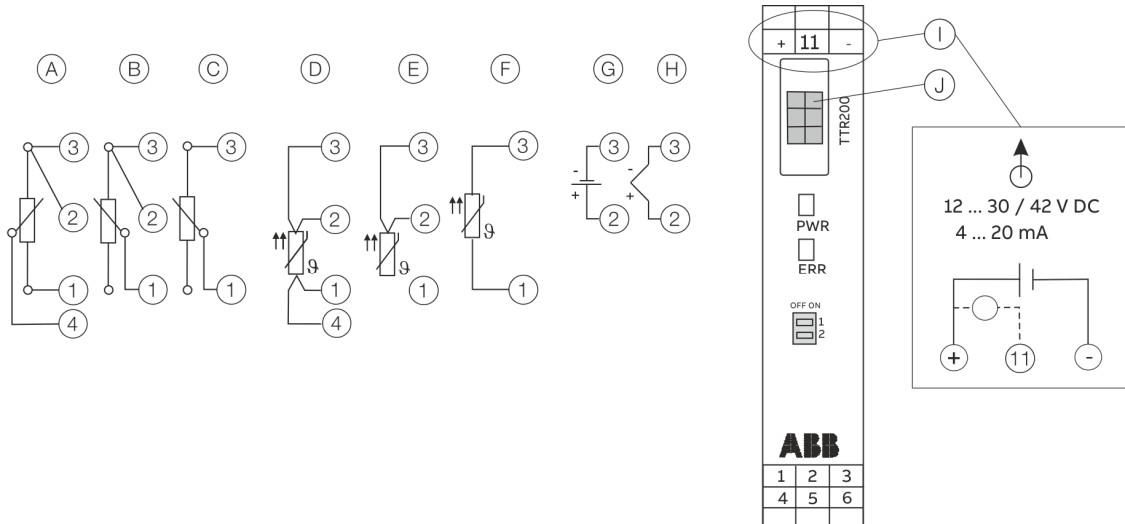 A B C D E F G H I
+ 11 -
J
TTR200
3 3 3 3 3 3 3 3
- -
+ +
2 2 2 2 2 2
ϑ ϑ ϑ
1 1 1 1 1 1
4 4
PWR
ERR
OFF ON
1
2
ABB
1 2 3
4 5 6
12 ... 30 / 42 V DC
4 ... 20 mA
+ 11 -